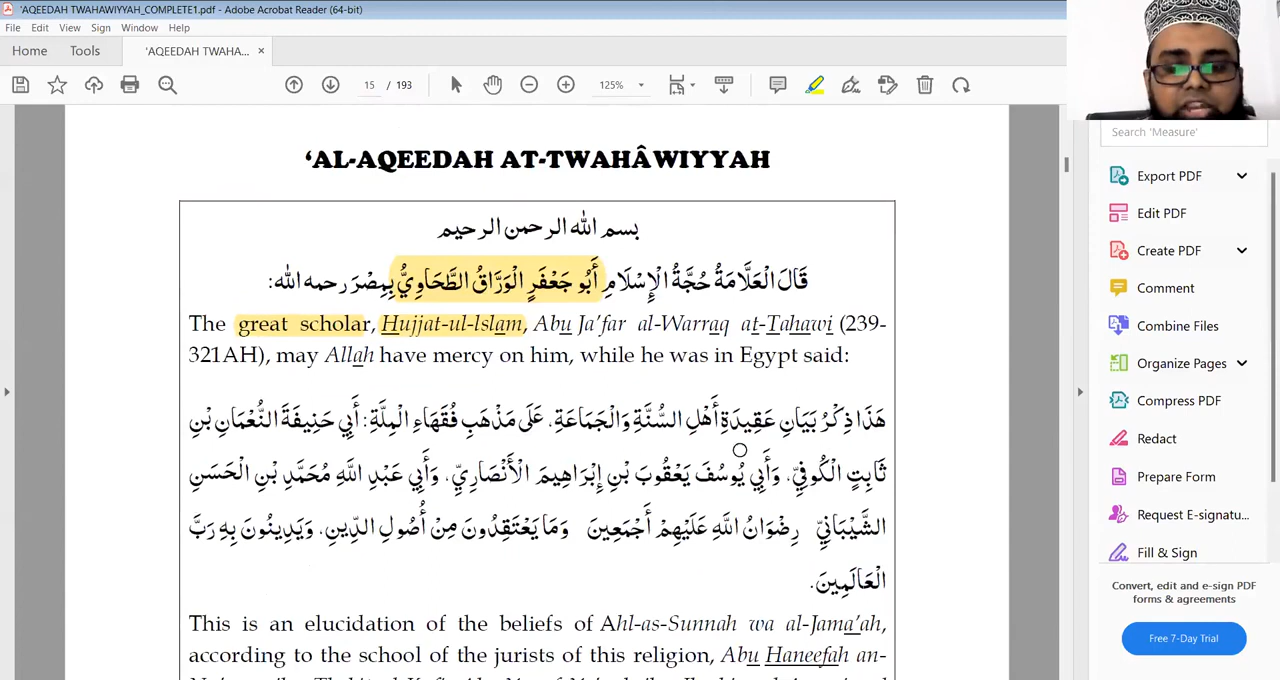 'AQEEDAH TWAHAWIYYAH_COMPLETE1.pdf - Adobe Acrobat Reader (64-bit)
File Edit View Sign Window Help
Home Tools 'AQEEDAH TWAHA... ×
15 / 193 125%
Search 'Measure'
Export PDF
Edit PDF
Create PDF
Comment
Combine Files
Organize Pages
Compress PDF
Redact
Prepare Form
Request E-signatu...
Fill & Sign
Convert, edit and e-sign PDF
forms & agreements
Free 7-Day Trial
‘AL-AQEEDAH AT-TWAHÂWIYYAH
بسم الله الرحمن الرحيم
قَالَ الْعَلَّامَةُ حُجَّةُ الْإِسْلَامِ أَبُو جَعْفَرٍ الْوَرَّاقُ الطَّحَاوِيُّ بِمِصْرَ رحمه الله:
The great scholar, Hujjat-ul-Islam, Abu Ja’far al-Warraq at-Tahawi (239-
321AH), may Allah have mercy on him, while he was in Egypt said:
هَذَا ذِكْرُ بَيَانِ عَقِيدَةِ أَهْلِ السُّنَّةِ وَالْجَمَاعَةِ، عَلَى مَذْهَبِ فُقَهَاءِ الْمِلَّةِ: أَبِي حَنِيفَةَ النُّعْمَانِ بْنِ
ثَابِتٍ الْكُوفِيِّ، وَأَبِي يُوسُفَ يَعْقُوبَ بْنِ إِبْرَاهِيمَ الْأَنْصَارِيِّ، وَأَبِي عَبْدِ اللَّهِ مُحَمَّدِ بْنِ الْحَسَنِ
الشَّيْبَانِيِّ رِضْوَانُ اللَّهِ عَلَيْهِمْ أَجْمَعِينَ وَمَا يَعْتَقِدُونَ مِنْ أُصُولِ الدِّينِ، وَيَدِينُونَ بِهِ رَبَّ
الْعَالَمِينَ.
This is an elucidation of the beliefs of Ahl-as-Sunnah wa al-Jama’ah,
according to the school of the jurists of this religion, Abu Haneefah an-